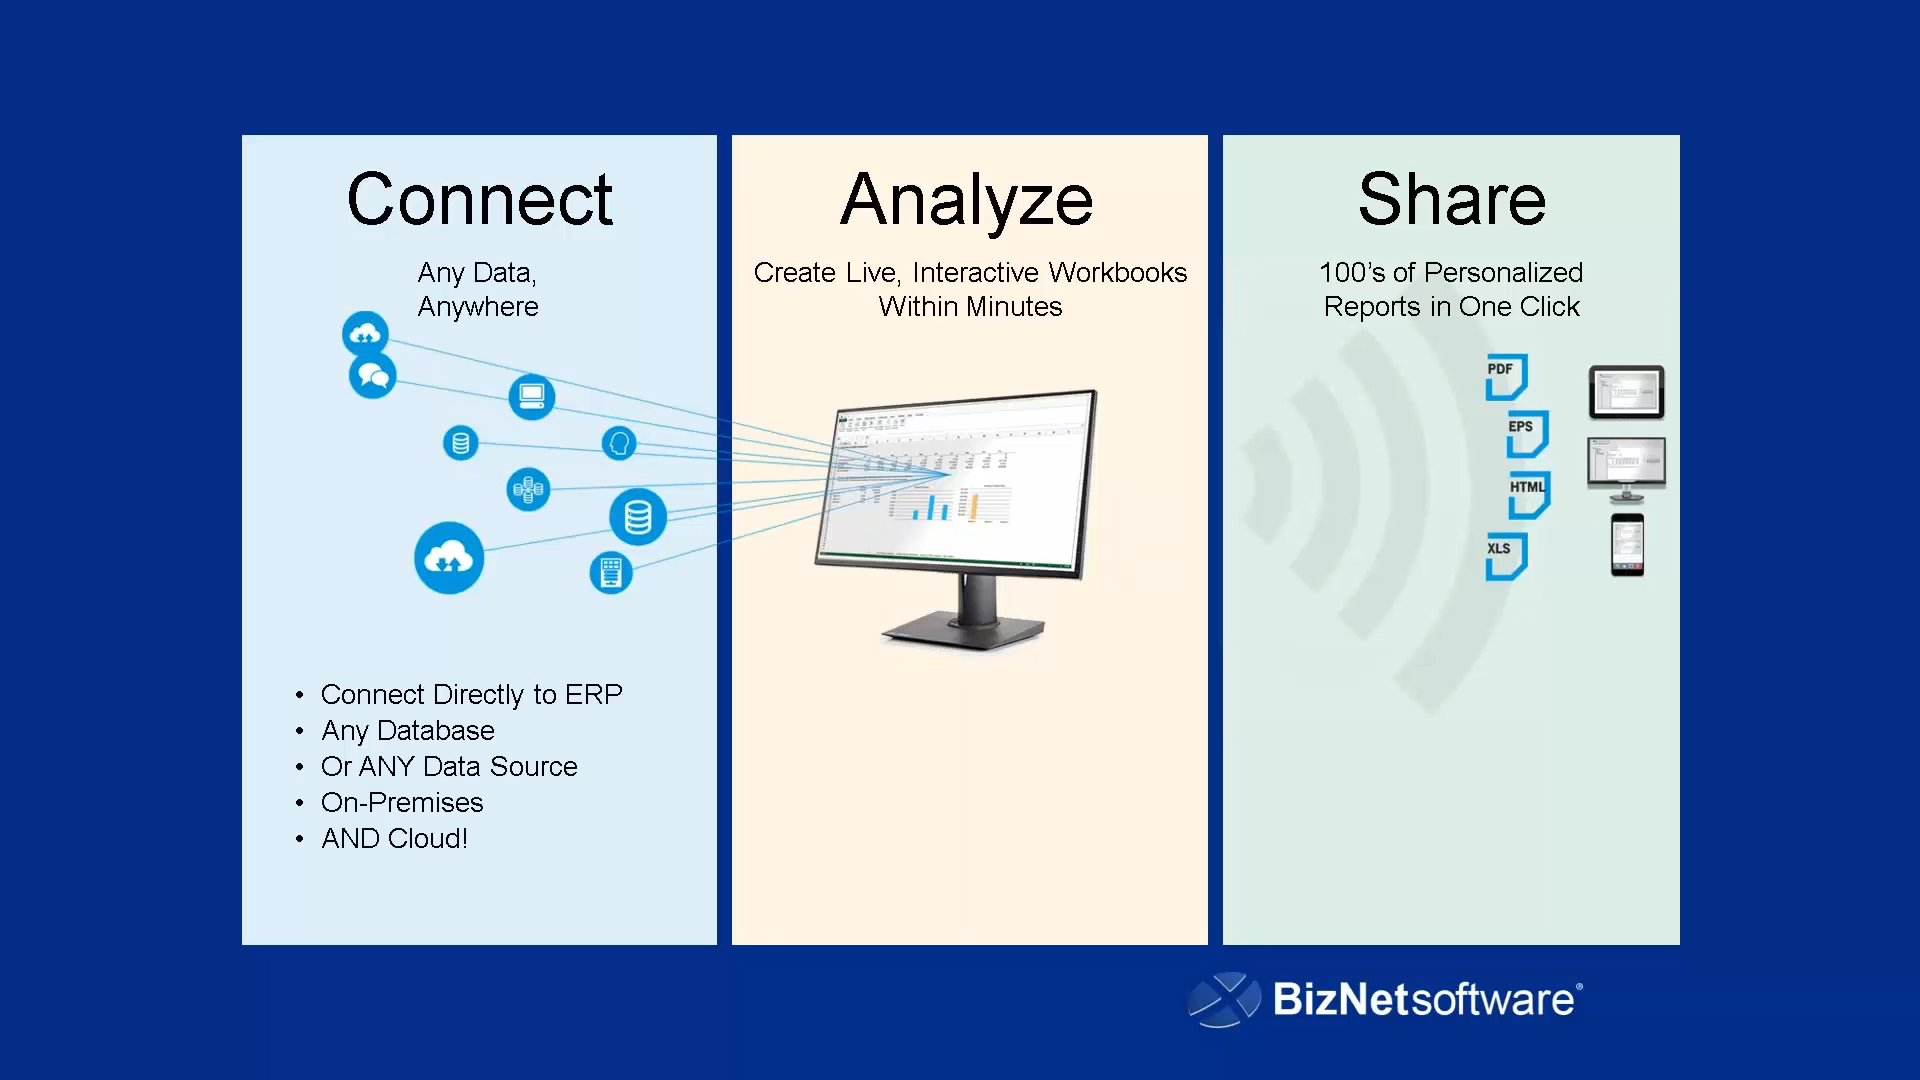 Connect
Any Data,
Anywhere
• Connect Directly to ERP
• Any Database
• Or ANY Data Source
• On-Premises
• AND Cloud!
Analyze
Create Live, Interactive Workbooks
Within Minutes
Share
100’s of Personalized
Reports in One Click
PDF
EPS
HTML
XLS
BizNetsoftware®